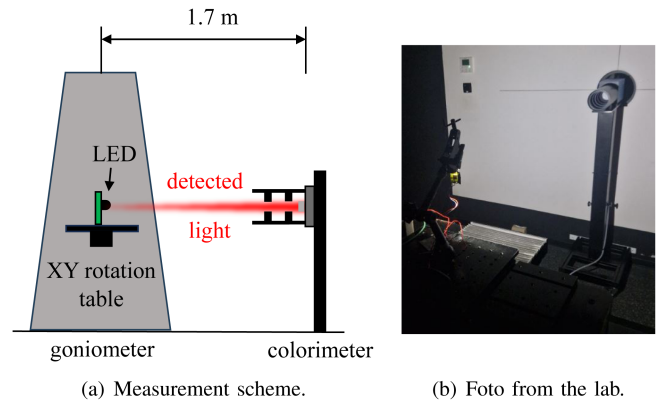 1.7 m
LED
detected
light
XY rotation
table
goniometer
colorimeter
(a) Measurement scheme.
(b) Foto from the lab.